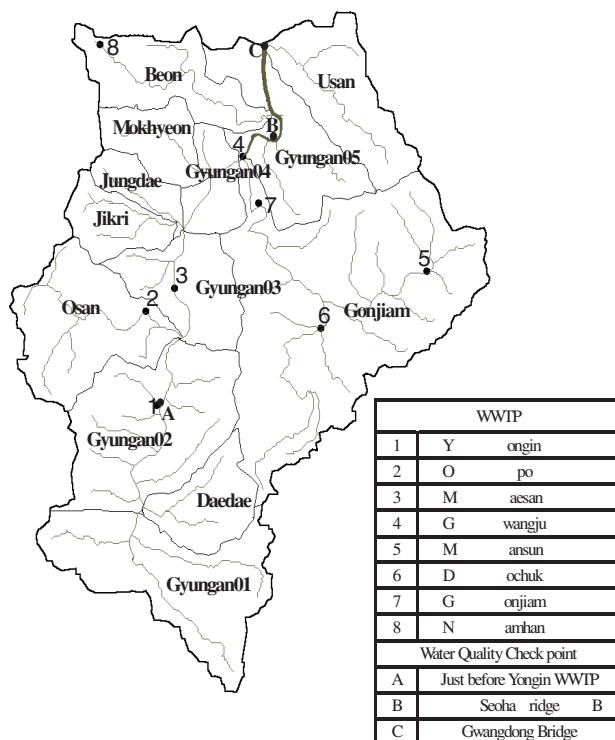 C
8
Usan
Beon
B
Mokhyeon
4
Gyungan05
Gyungan04
Jungdae
7
Jikri
5
3
Gyungan03
Gonjiam
2
Osan
6
1 A
Gyungan02
Daedae
Gyungan01
WWTP
1 Y ongin
2 O po
3 M aesan
4 G wangju
5 M ansun
6 D ochuk
7 G onjiam
8 N amhan
Water Quality Check point
A Just before Yongin WWTP
B Seoha ridge B
C Gwangdong Bridge